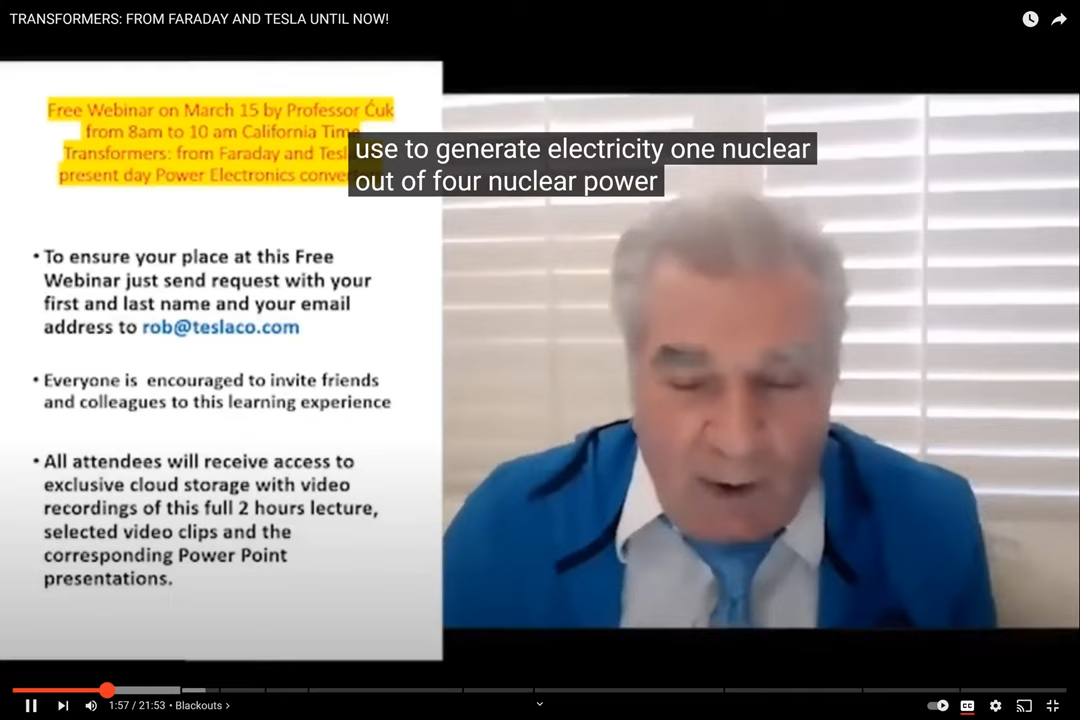 TRANSFORMERS: FROM FARADAY AND TESLA UNTIL NOW!
Free Webinar on March 15 by Professor Ćuk
from 8am to 10 am California Time
Transformers: from Faraday and Tesl
present day Power Electronics conve
use to generate electricity one nuclear
out of four nuclear power
• To ensure your place at this Free
Webinar just send request with your
first and last name and your email
address to rob@teslaco.com
• Everyone is encouraged to invite friends
and colleagues to this learning experience
• All attendees will receive access to
exclusive cloud storage with video
recordings of this full 2 hours lecture,
selected video clips and the
corresponding Power Point
presentations.
1:57 / 21:53 • Blackouts >
CC